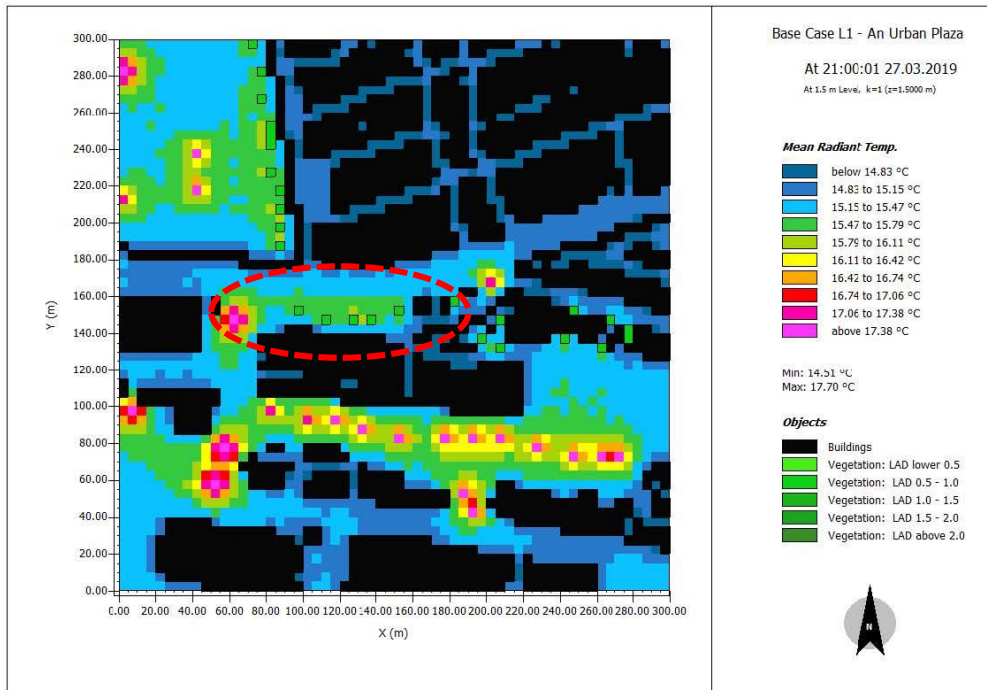 Base Case L1 - An Urban Plaza
At 21:00:01 27.03.2019
At 1.5 m Level, k=1 (z=1.5000 m)
Mean Radiant Temp.
below 14.83 °C
14.83 to 15.15 °C
15.15 to 15.47 °C
15.47 to 15.79 °C
15.79 to 16.11 °C
16.11 to 16.42 °C
16.42 to 16.74 °C
16.74 to 17.06 °C
17.06 to 17.38 °C
above 17.38 °C
Min: 14.51 °C
Max: 17.70 °C
Objects
Buildings
Vegetation: LAD lower 0.5
Vegetation: LAD 0.5 - 1.0
Vegetation: LAD 1.0 - 1.5
Vegetation: LAD 1.5 - 2.0
Vegetation: LAD above 2.0
N
300.00
280.00
260.00
240.00
220.00
200.00
180.00
160.00
140.00
120.00
100.00
80.00
60.00
40.00
20.00
0.00
Y (m)
0.00 20.00 40.00 60.00 80.00 100.00 120.00 140.00 160.00 180.00 200.00 220.00 240.00 260.00 280.00 300.00
X (m)